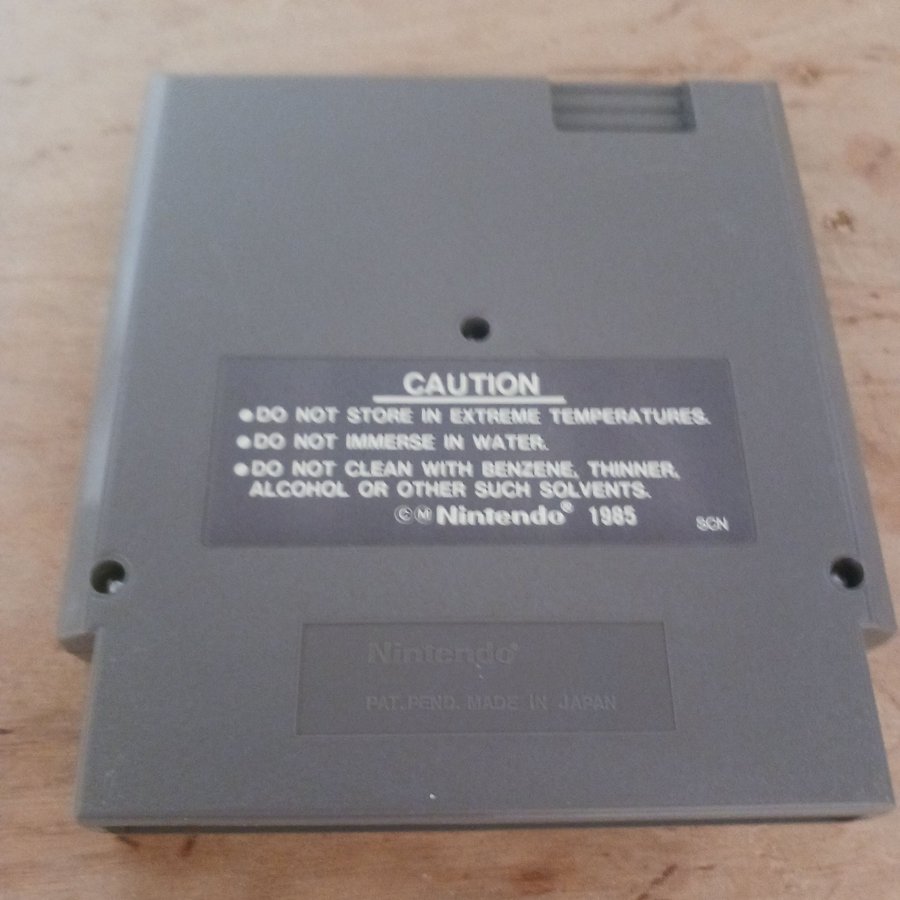 CAUTION
●DO NOT STORE IN EXTREME TEMPERATURES.
●DO NOT IMMERSE IN WATER.
●DO NOT CLEAN WITH BENZENE, THINNER,
ALCOHOL OR OTHER SUCH SOLVENTS.
©Ⓜ Nintendo® 1985
SCN
Nintendo®
PAT. PEND. MADE IN JAPAN